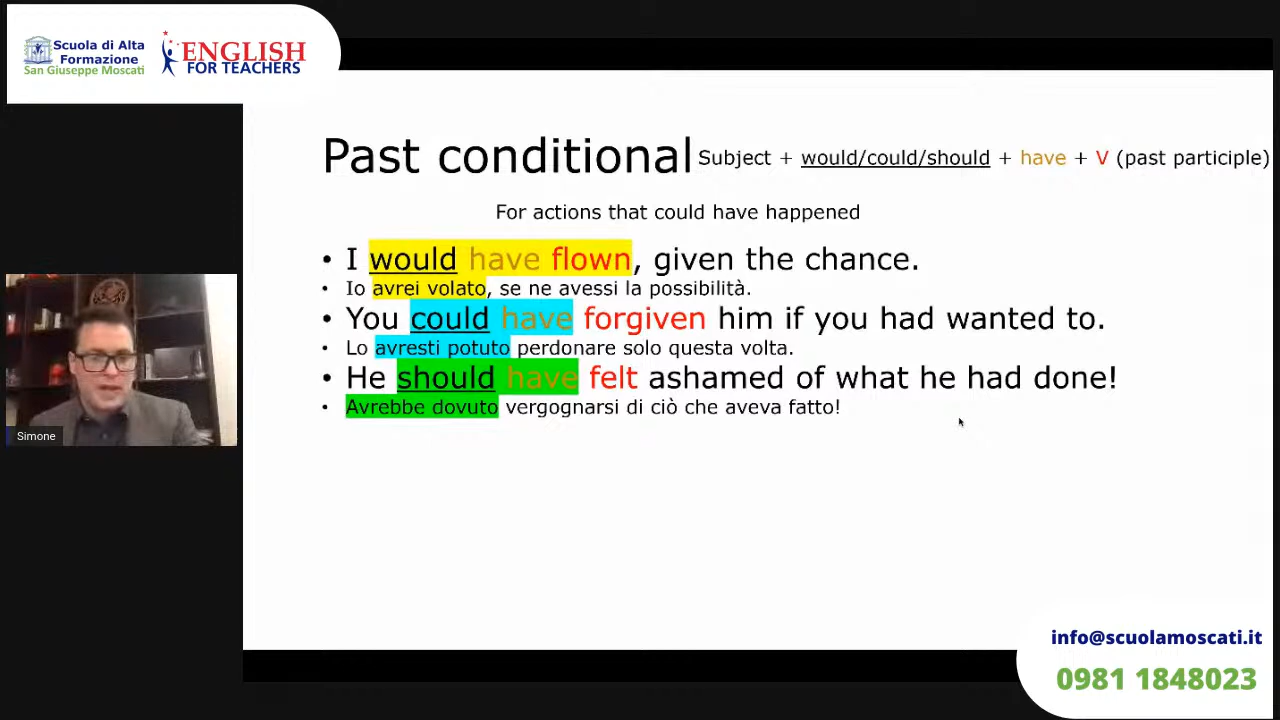 Scuola di Alta
Formazione
San Giuseppe Moscati
ENGLISH
FOR TEACHERS
Past conditional Subject + would/could/should + have + V (past participle)
For actions that could have happened
• I would have flown, given the chance.
• Io avrei volato, se ne avessi la possibilità.
• You could have forgiven him if you had wanted to.
• Lo avresti potuto perdonare solo questa volta.
• He should have felt ashamed of what he had done!
• Avrebbe dovuto vergognarsi di ciò che aveva fatto!
Simone
info@scuolamoscati.it
0981 1848023